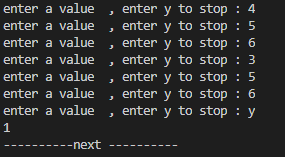 enter a value  , enter y to stop : 4
enter a value  , enter y to stop : 5
enter a value  , enter y to stop : 6
enter a value  , enter y to stop : 3
enter a value  , enter y to stop : 5
enter a value  , enter y to stop : 6
enter a value  , enter y to stop : y
1
----------next ----------